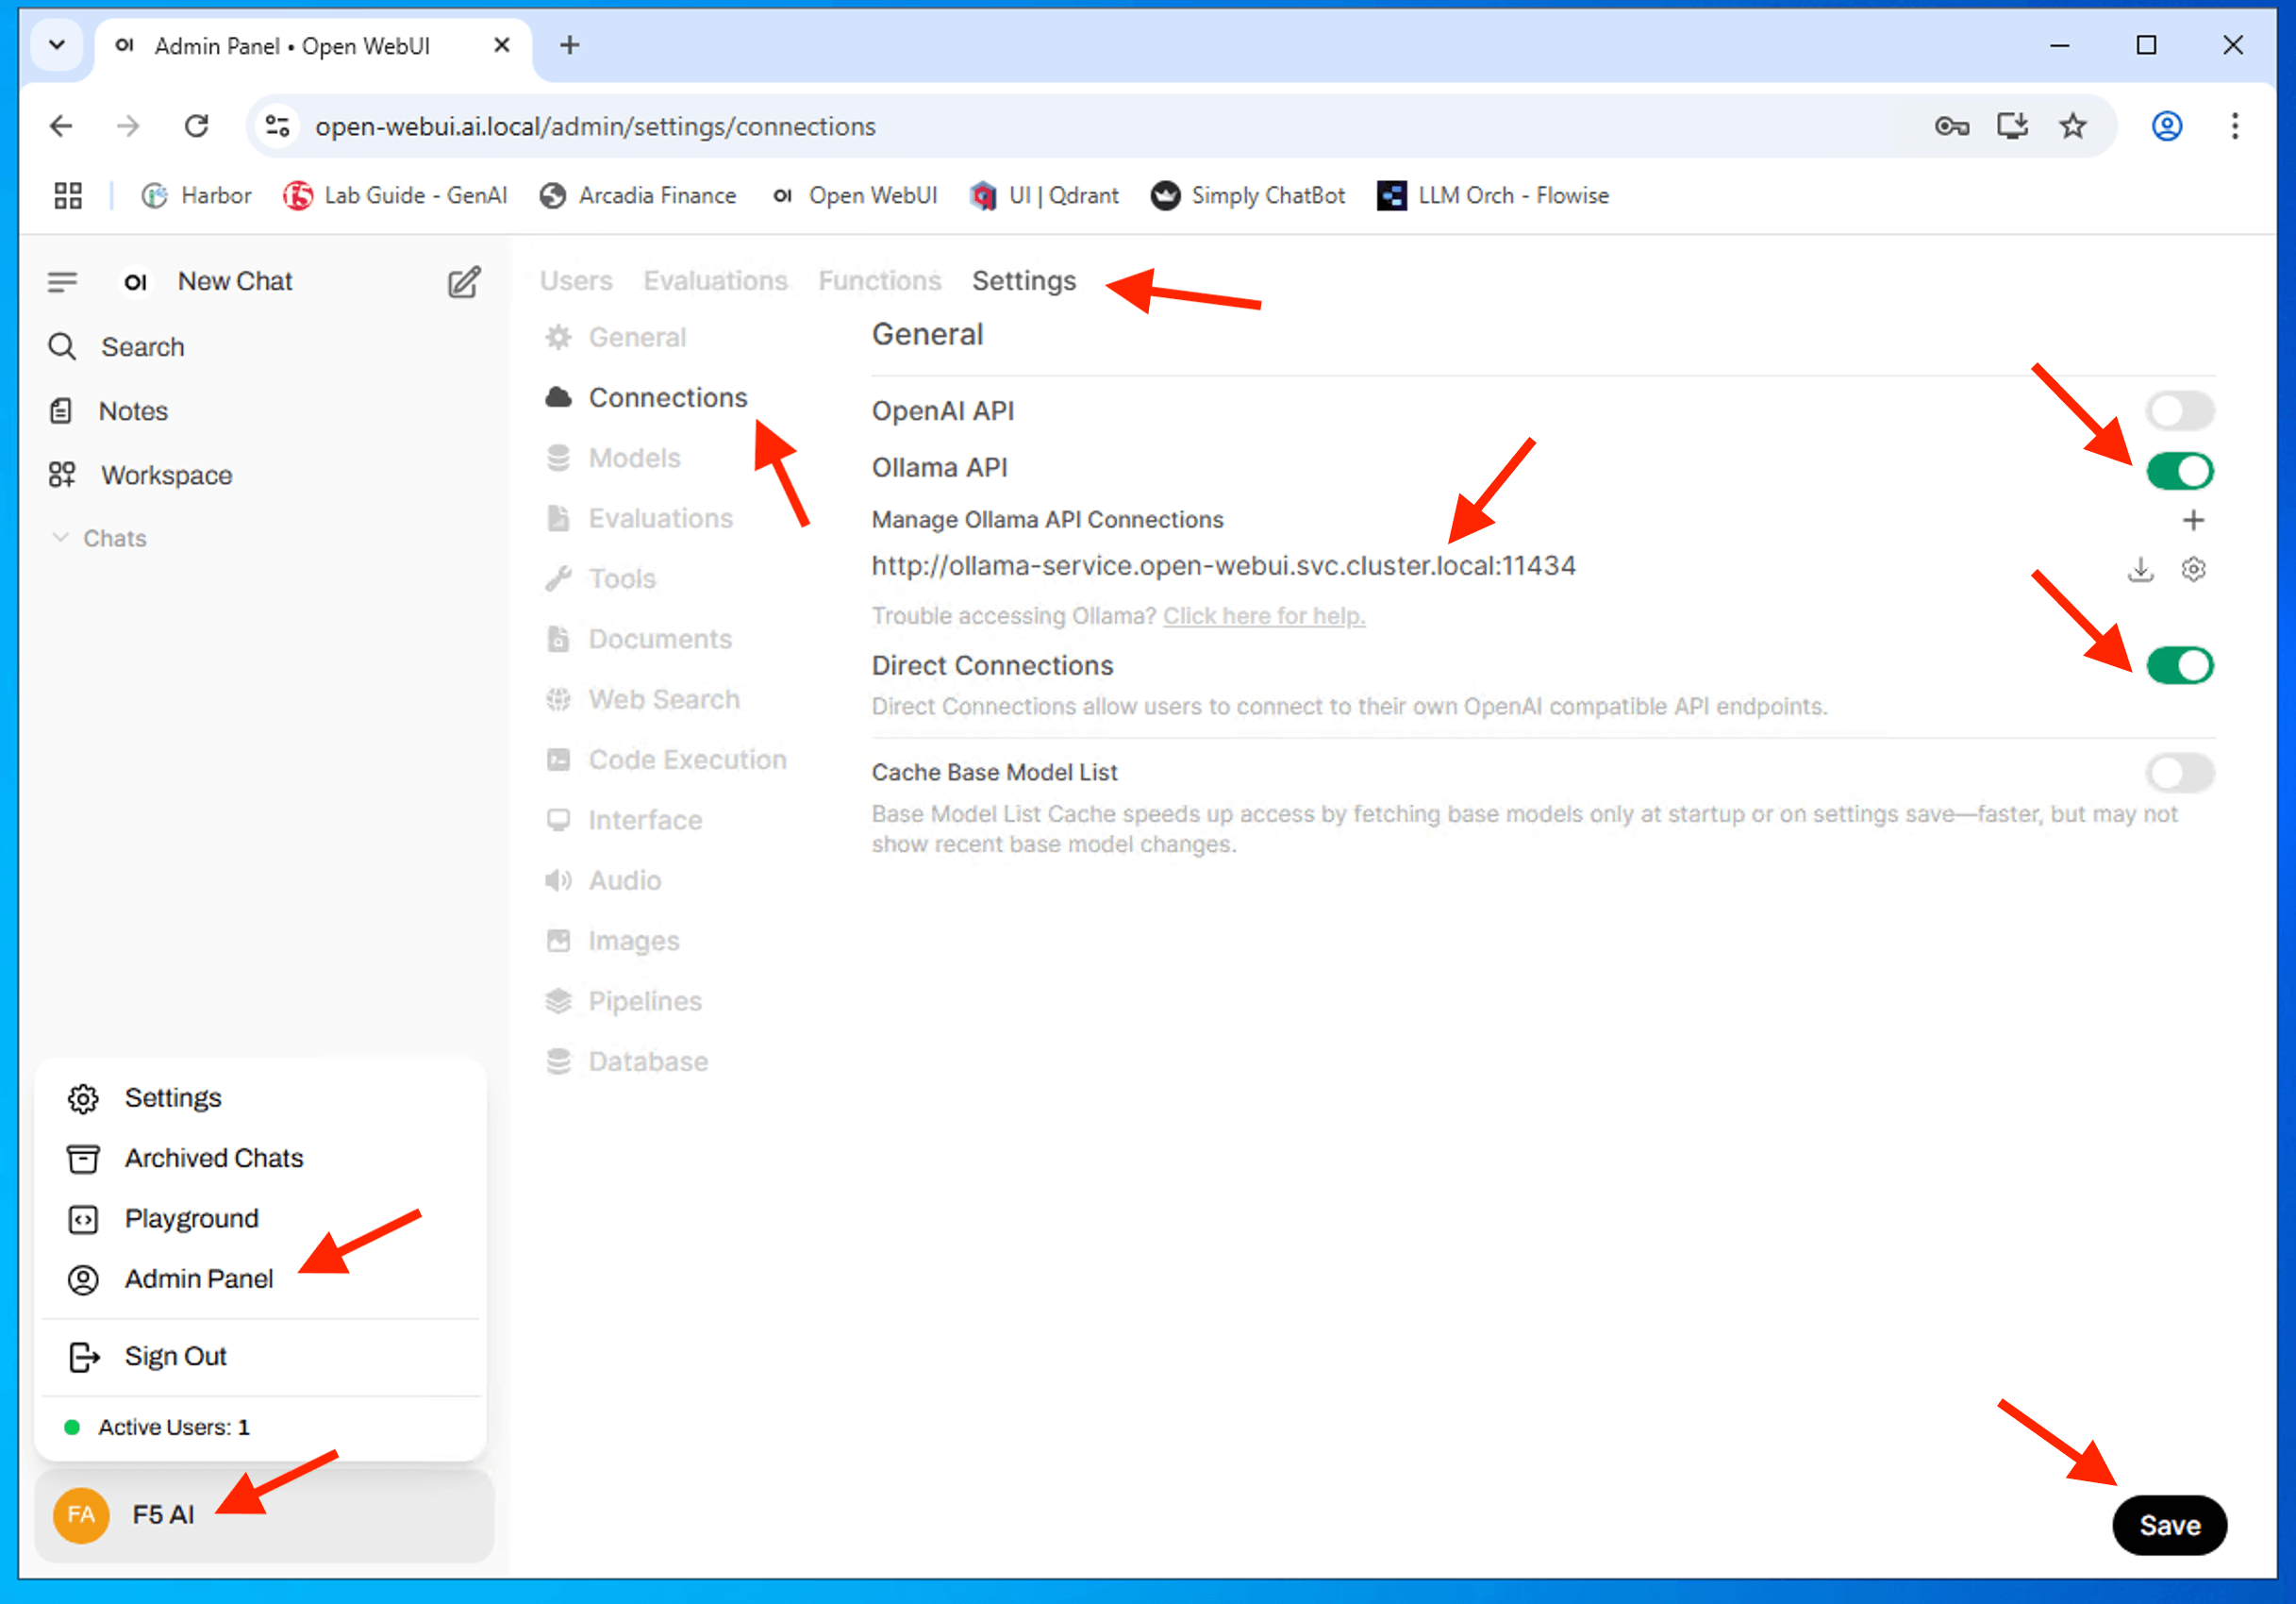 OI Admin Panel • Open WebUI
open-webui.ai.local/admin/settings/connections
Harbor Lab Guide - GenAI Arcadia Finance OI Open WebUI UI | Qdrant Simply ChatBot LLM Orch - Flowise
OI New Chat
Search
Notes
Workspace
Chats
Settings
Archived Chats
Playground
Admin Panel
Sign Out
Active Users: 1
FA F5 AI
Users Evaluations Functions Settings
General
Connections
Models
Evaluations
Tools
Documents
Web Search
Code Execution
Interface
Audio
Images
Pipelines
Database
General
OpenAI API
Ollama API
Manage Ollama API Connections
http://ollama-service.open-webui.svc.cluster.local:11434
Trouble accessing Ollama? Click here for help.
Direct Connections
Direct Connections allow users to connect to their own OpenAI compatible API endpoints.
Cache Base Model List
Base Model List Cache speeds up access by fetching base models only at startup or on settings save—faster, but may not
show recent base model changes.
Save